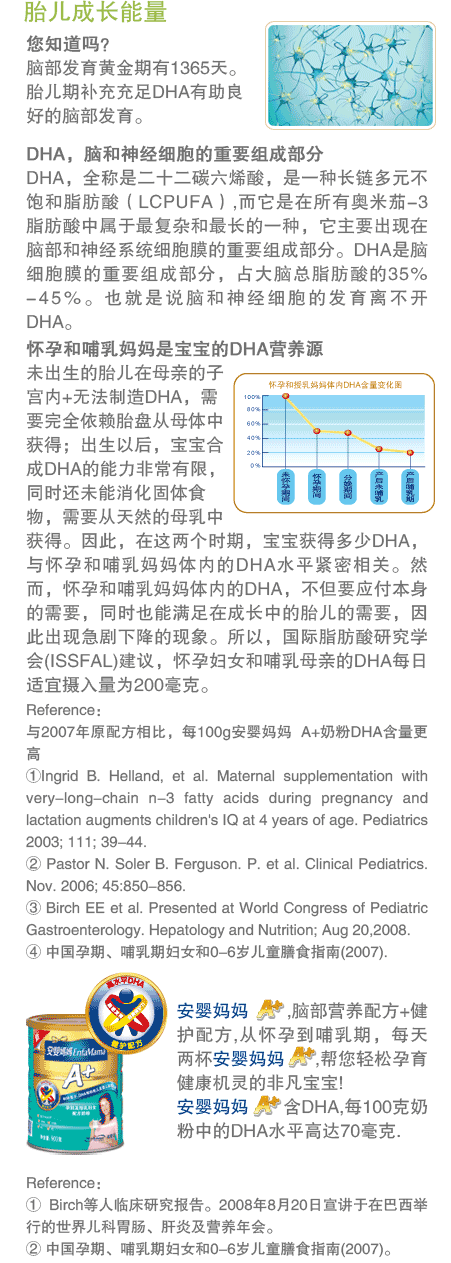 胎儿成长能量
您知道吗?
脑部发育黄金期有1365天。
胎儿期补充充足DHA有助良
好的脑部发育。
DHA，脑和神经细胞的重要组成部分
DHA，全称是二十二碳六烯酸，是一种长链多元不
饱和脂肪酸（LCPUFA）,而它是在所有奥米茄-3
脂肪酸中属于最复杂和最长的一种，它主要出现在
脑部和神经系统细胞膜的重要组成部分。DHA是脑
细胞膜的重要组成部分，占大脑总脂肪酸的35%
-45%。也就是说脑和神经细胞的发育离不开
DHA。
怀孕和哺乳妈妈是宝宝的DHA营养源
未出生的胎儿在母亲的子
宫内+无法制造DHA，需
要完全依赖胎盘从母体中
获得；出生以后，宝宝合
成DHA的能力非常有限，
同时还未能消化固体食
物，需要从天然的母乳中
怀孕和授乳妈妈体内DHA含量变化图
100%
80%
60%
40%
20%
0%
未怀孕期间
怀孕期间
分娩期间
产后未哺乳
产后哺乳期
获得。因此，在这两个时期，宝宝获得多少DHA，
与怀孕和哺乳妈妈体内的DHA水平紧密相关。然
而，怀孕和哺乳妈妈体内的DHA，不但要应付本身
的需要，同时也能满足在成长中的胎儿的需要，因
此出现急剧下降的现象。所以，国际脂肪酸研究学
会(ISSFAL)建议，怀孕妇女和哺乳母亲的DHA每日
适宜摄入量为200毫克。
Reference：
与2007年原配方相比，每100g安婴妈妈 A+奶粉DHA含量更
高
①Ingrid B. Helland, et al. Maternal supplementation with
very-long-chain n-3 fatty acids during pregnancy and
lactation augments children's IQ at 4 years of age. Pediatrics
2003; 111; 39-44.
② Pastor N. Soler B. Ferguson. P. et al. Clinical Pediatrics.
Nov. 2006; 45:850-856.
③ Birch EE et al. Presented at World Congress of Pediatric
Gastroenterology. Hepatology and Nutrition; Aug 20,2008.
④ 中国孕期、哺乳期妇女和0-6岁儿童膳食指南(2007).
高水平DHA
健护配方
安婴妈妈 EnfaMama
A+
安婴妈妈 A+,脑部营养配方+健
护配方,从怀孕到哺乳期，每天
两杯安婴妈妈 A+,帮您轻松孕育
健康机灵的非凡宝宝!
安婴妈妈 A+ 含DHA,每100克奶
粉中的DHA水平高达70毫克.
Reference：
① Birch等人临床研究报告。2008年8月20日宣讲于在巴西举
行的世界儿科胃肠、肝炎及营养年会。
② 中国孕期、哺乳期妇女和0-6岁儿童膳食指南(2007)。